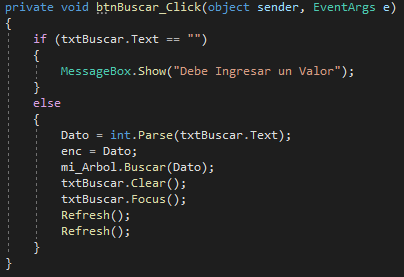 private void btnBuscar_Click(object sender, EventArgs e)
{
if (txtBuscar.Text == "")
{
MessageBox.Show("Debe Ingresar un Valor");
}
else
{
Dato = int.Parse(txtBuscar.Text);
enc = Dato;
mi_Arbol.Buscar(Dato);
txtBuscar.Clear();
txtBuscar.Focus();
Refresh();
Refresh();
}
}